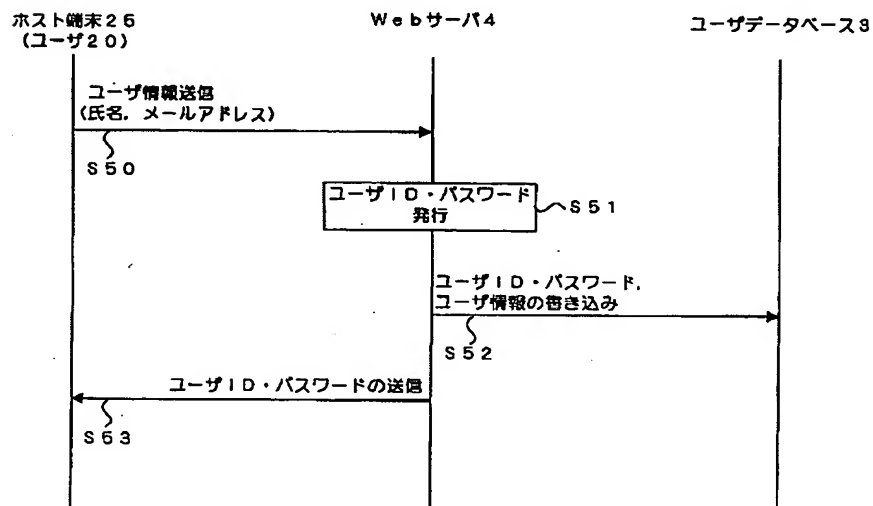 ホスト端末25
(ユーザ20)
Webサーバ4
ユーザデータベース3
ユーザ情報送信
(氏名,メールアドレス)
S50
ユーザID・パスワード
発行
S51
ユーザID・パスワード,
ユーザ情報の書き込み
S52
ユーザID・パスワードの送信
S53